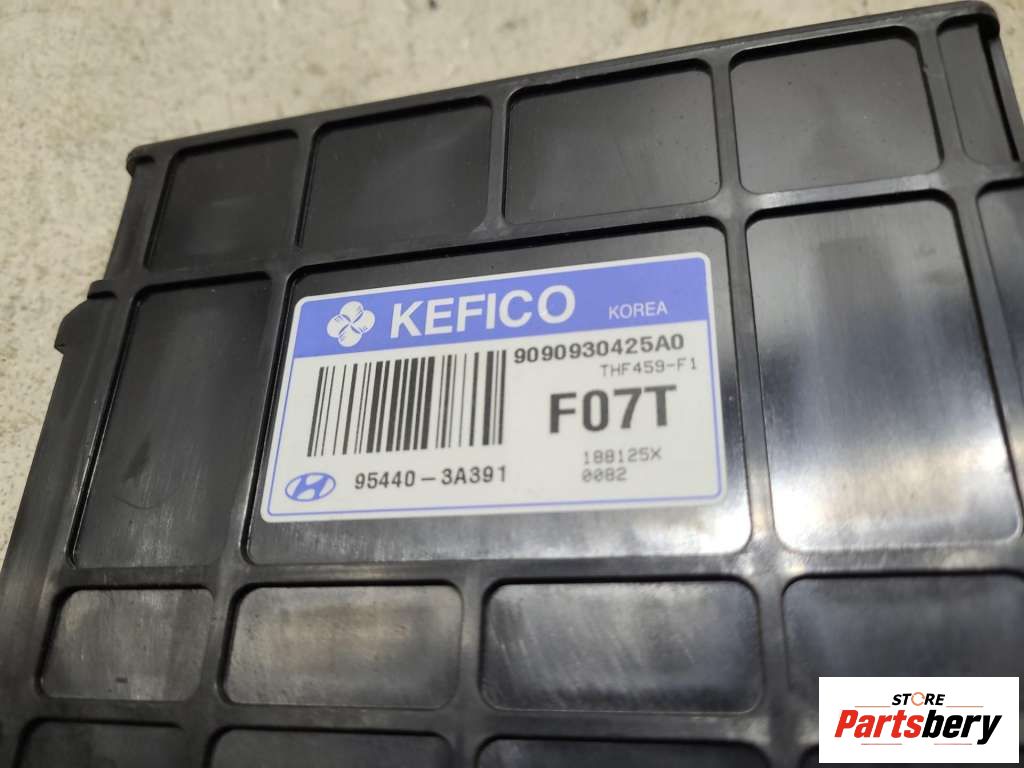 KEFICO KOREA
9090930425A0
THF459-F1
F07T
95440-3A391
188125X
0082
STORE
Partsbery